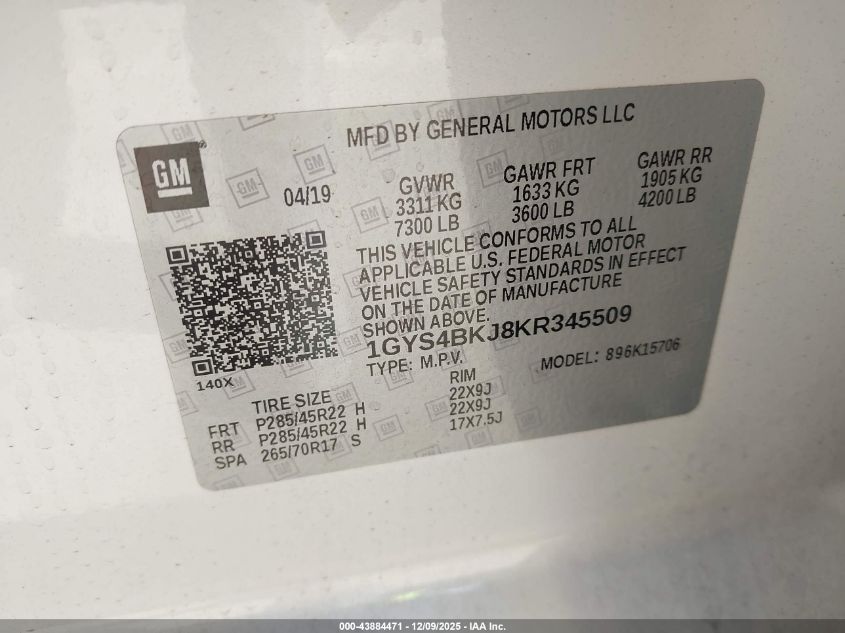 MFD BY GENERAL MOTORS LLC
GM
04/19
GVWR
3311 KG
7300 LB
GAWR FRT
1633 KG
3600 LB
GAWR RR
1905 KG
4200 LB
THIS VEHICLE CONFORMS TO ALL
APPLICABLE U.S. FEDERAL MOTOR
VEHICLE SAFETY STANDARDS IN EFFECT
ON THE DATE OF MANUFACTURE
SHOWN ABOVE.
1GYS4BKJ8KR345509
TYPE: M.P.V.
MODEL: 896K15706
140X
TIRE SIZE
RIM
FRT P285/45R22 H 22X9J
RR P285/45R22 H 22X9J
SPA 265/70R17 S 17X7.5J
000-43884471 - 12/09/2025 - IAA Inc.